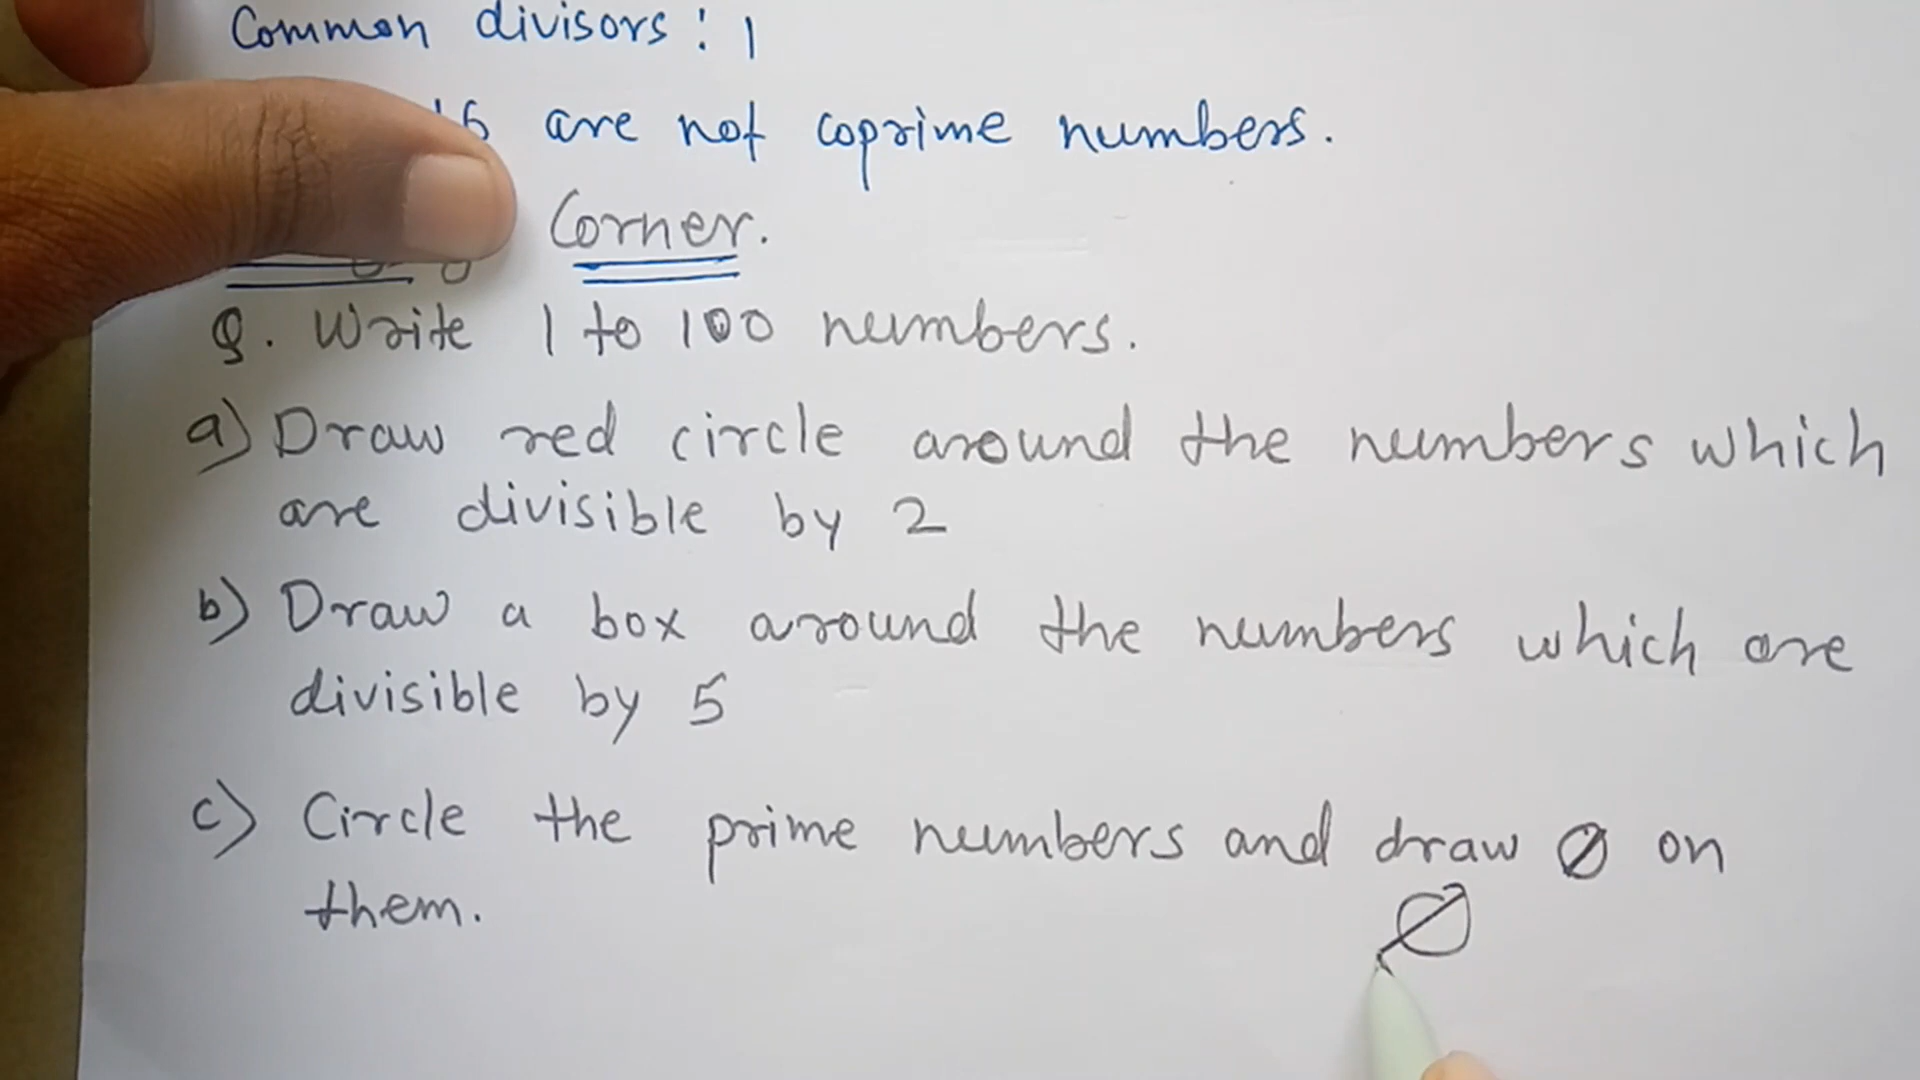 Common divisors : 1
16 are not coprime numbers.
Corner.
Q. Write 1 to 100 numbers.
a) Draw red circle around the numbers which
are divisible by 2
b) Draw a box around the numbers which are
divisible by 5
c) Circle the prime numbers and draw ∅ on
them.
∅